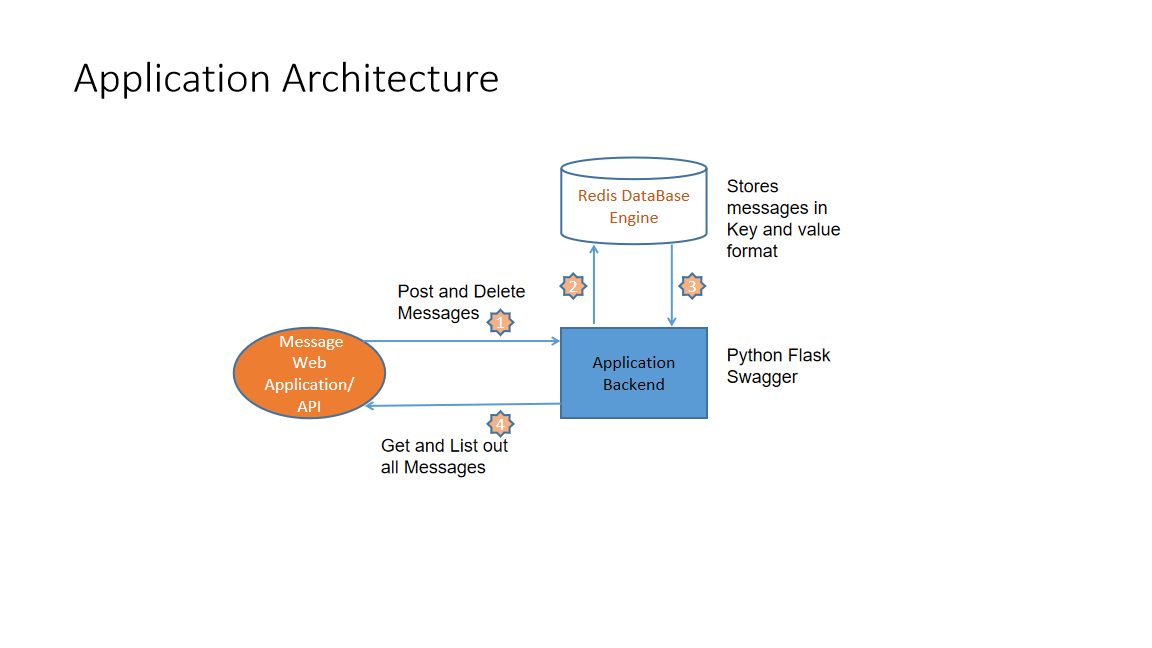 Application Architecture
Redis DataBase
Engine
Stores
messages in
Key and value
format
2
3
Post and Delete
Messages
1
Message
Web
Application/
API
Application
Backend
Python Flask
Swagger
4
Get and List out
all Messages